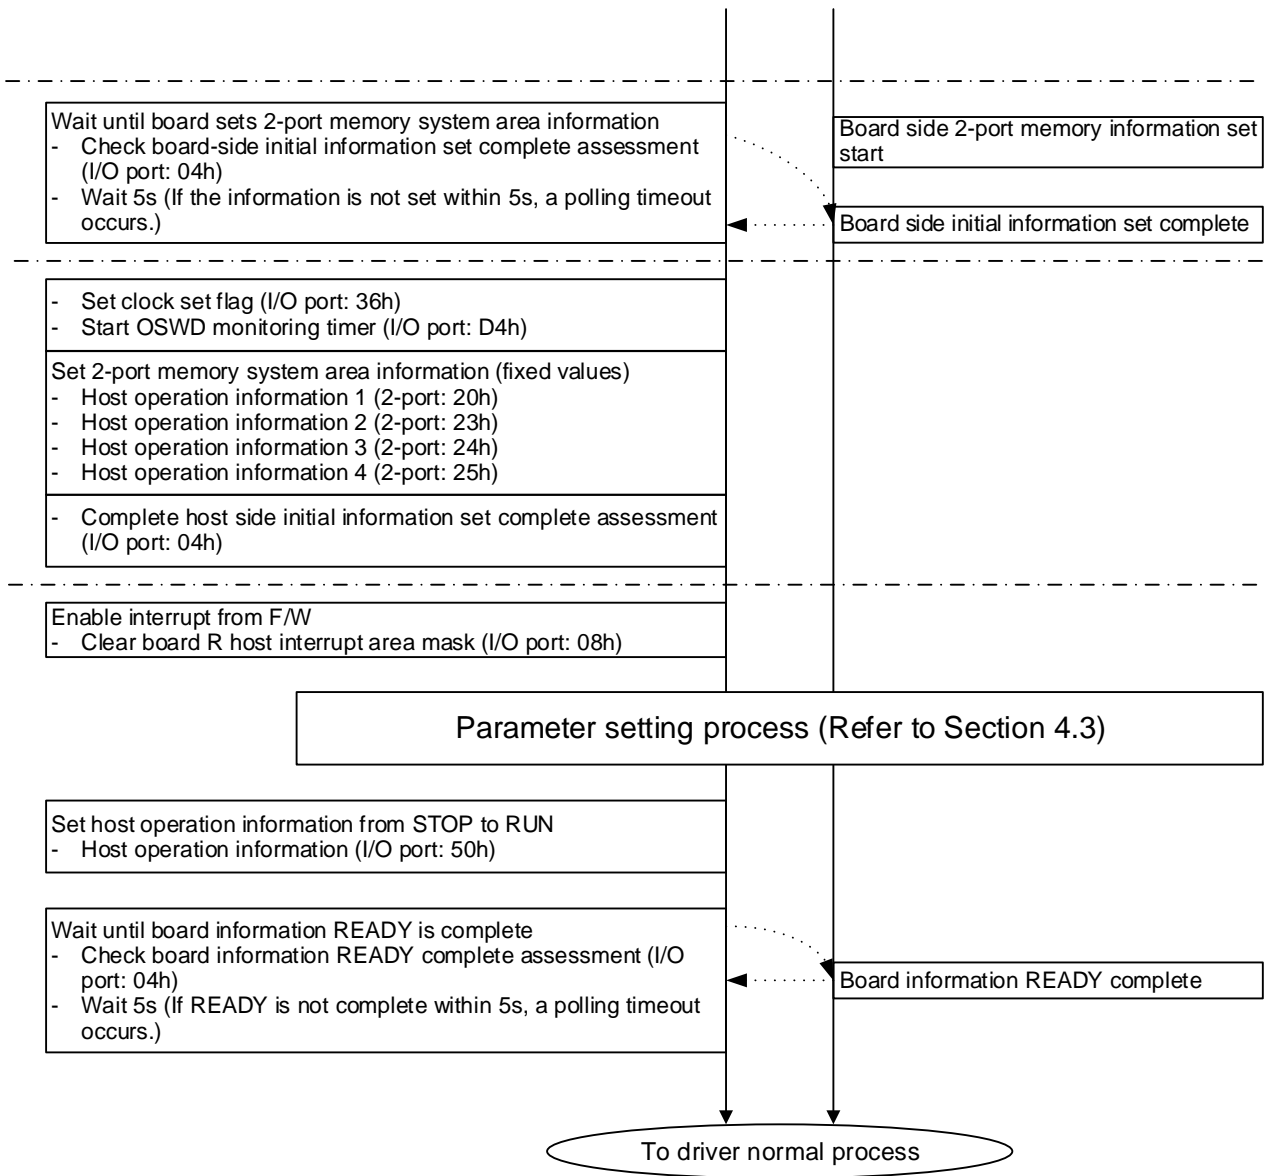 Wait until board sets 2-port memory system area information
- Check board-side initial information set complete assessment
(I/O port: 04h)
- Wait 5s (If the information is not set within 5s, a polling timeout
occurs.)
Board side 2-port memory information set
start
Board side initial information set complete
- Set clock set flag (I/O port: 36h)
- Start OSWD monitoring timer (I/O port: D4h)
Set 2-port memory system area information (fixed values)
- Host operation information 1 (2-port: 20h)
- Host operation information 2 (2-port: 23h)
- Host operation information 3 (2-port: 24h)
- Host operation information 4 (2-port: 25h)
- Complete host side initial information set complete assessment
(I/O port: 04h)
Enable interrupt from F/W
- Clear board R host interrupt area mask (I/O port: 08h)
Parameter setting process (Refer to Section 4.3)
Set host operation information from STOP to RUN
- Host operation information (I/O port: 50h)
Wait until board information READY is complete
- Check board information READY complete assessment (I/O
port: 04h)
- Wait 5s (If READY is not complete within 5s, a polling timeout
occurs.)
Board information READY complete
To driver normal process